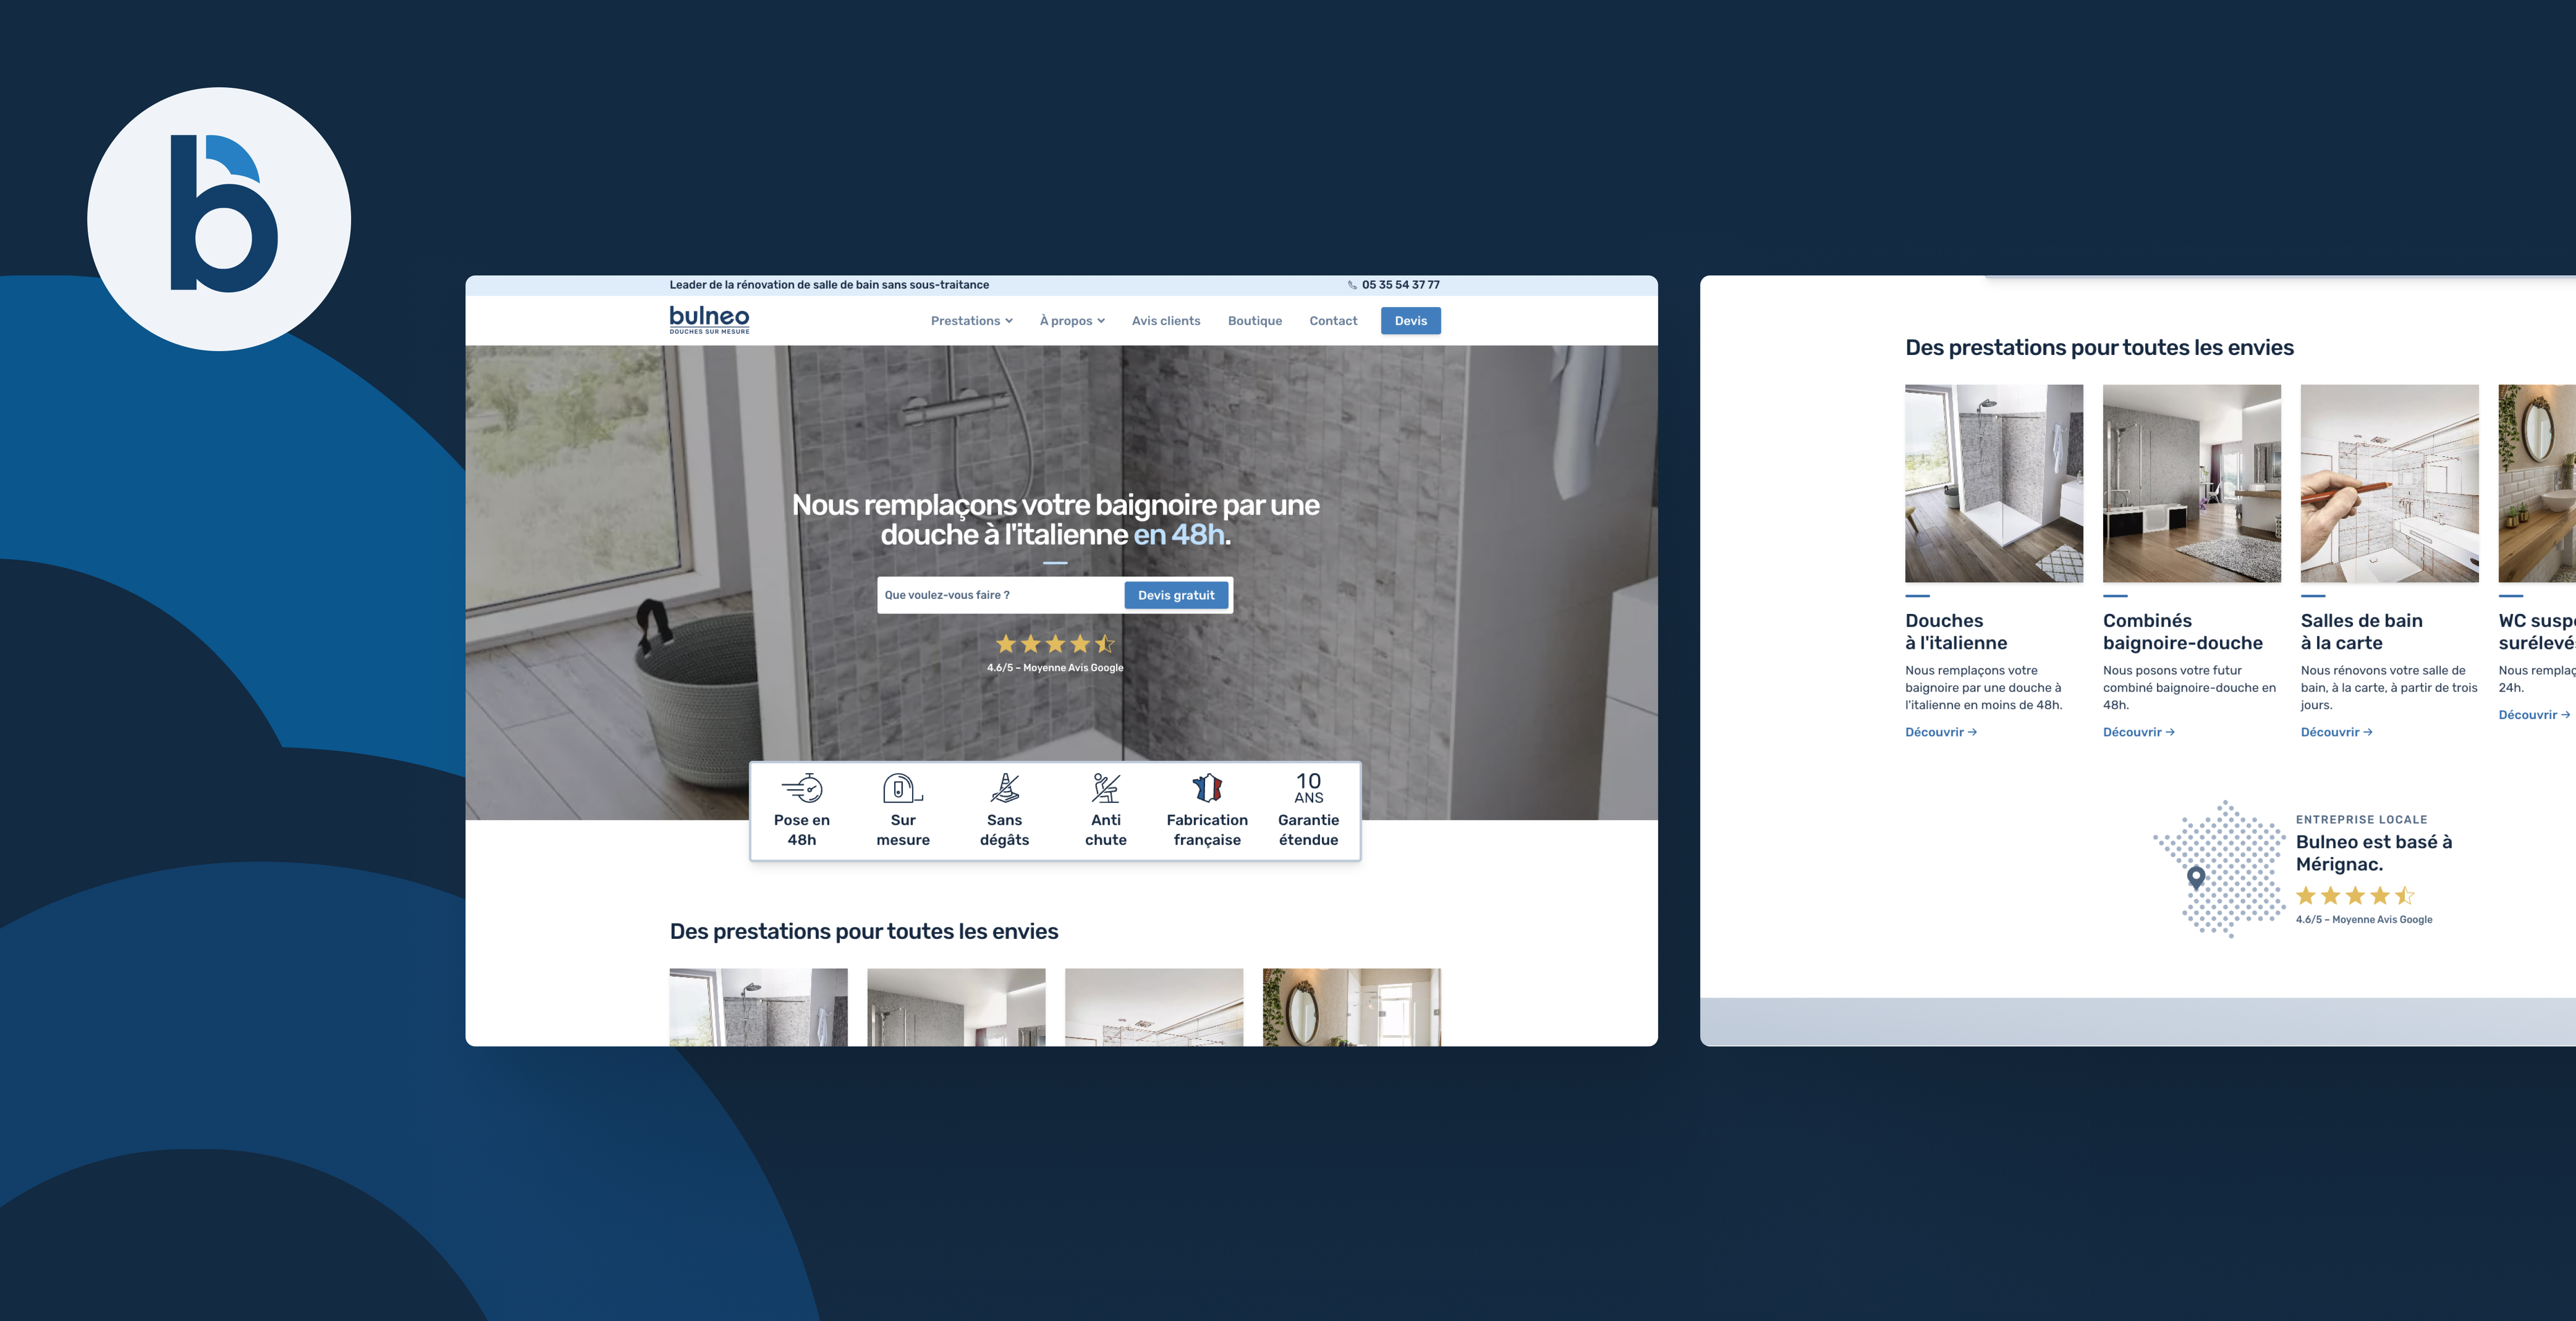 b
Leader de la rénovation de salle de bain sans sous-traitance
05 35 54 37 77
bulneo
DOUCHES SUR MESURE
Prestations
À propos
Avis clients
Boutique
Contact
Devis
Nous remplaçons votre baignoire par une
douche à l'italienne en 48h.
Que voulez-vous faire ?
Devis gratuit
4.6/5 – Moyenne Avis Google
Pose en
48h
Sur
mesure
Sans
dégâts
Anti
chute
Fabrication
française
10
ANS
Garantie
étendue
Des prestations pour toutes les envies
Des prestations pour toutes les envies
Douches
à l'italienne
Nous remplaçons votre
baignoire par une douche à
l'italienne en moins de 48h.
Découvrir →
Combinés
baignoire-douche
Nous posons votre futur
combiné baignoire-douche en
48h.
Découvrir →
Salles de bain
à la carte
Nous rénovons votre salle de
bain, à la carte, à partir de trois
jours.
Découvrir →
WC
Nous
24h.
Découvrir →
ENTREPRISE LOCALE
Bulneo est basé à
Mérignac.
4.6/5 – Moyenne Avis Google